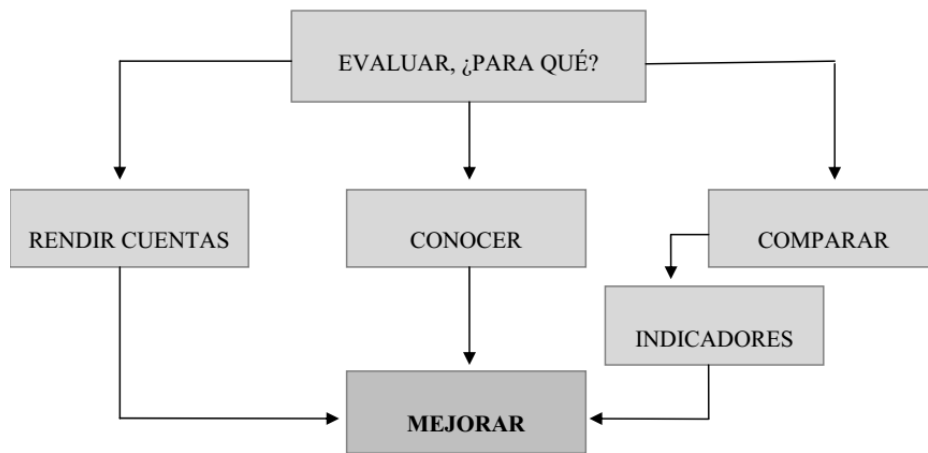 EVALUAR, ¿PARA QUÉ?
RENDIR CUENTAS
CONOCER
COMPARAR
INDICADORES
MEJORAR